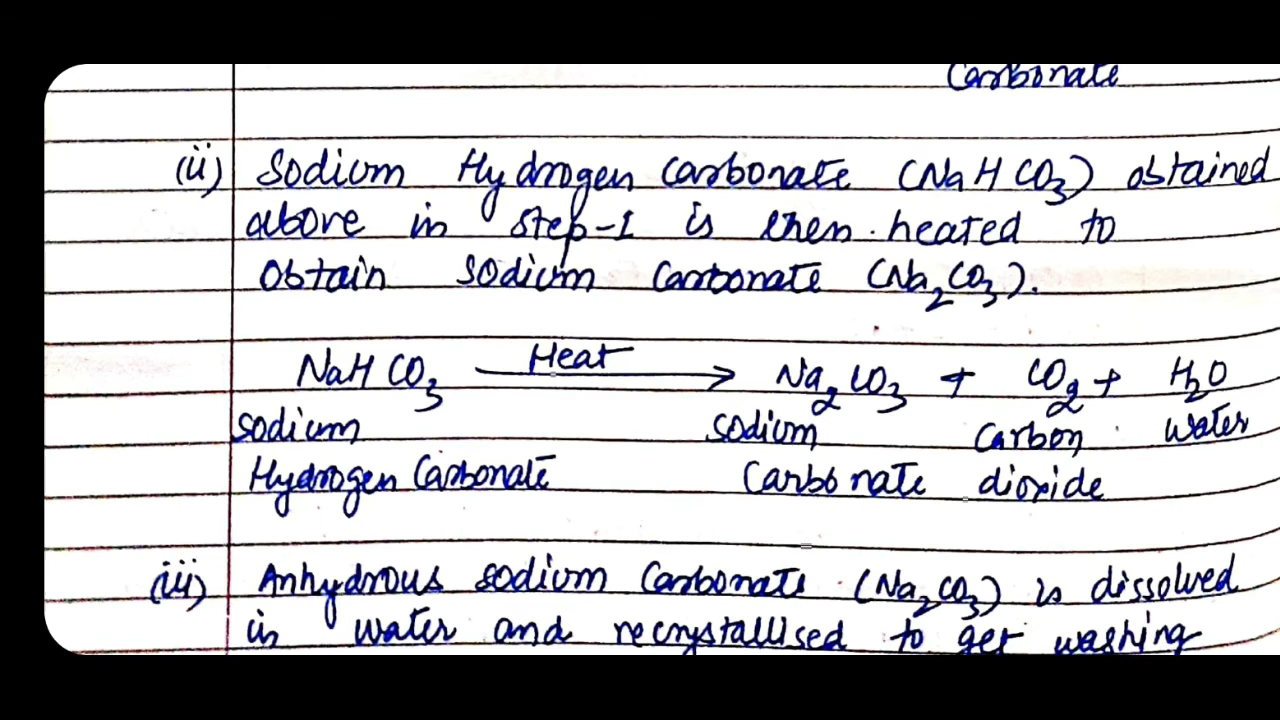 Carbonate
(ii) Sodium Hydrogen Carbonate (NaHCO₃) obtained
above in step-1 is then heated to
Obtain Sodium Carbonate (Na₂CO₃).
NaHCO₃ Heat → Na₂CO₃ + CO₂ + H₂O
Sodium Sodium Carbon Water
Hydrogen Carbonate Carbonate dioxide
(iii) Anhydrous Sodium Carbonate (Na₂CO₃) is dissolved
in water and recrystallised to get washing